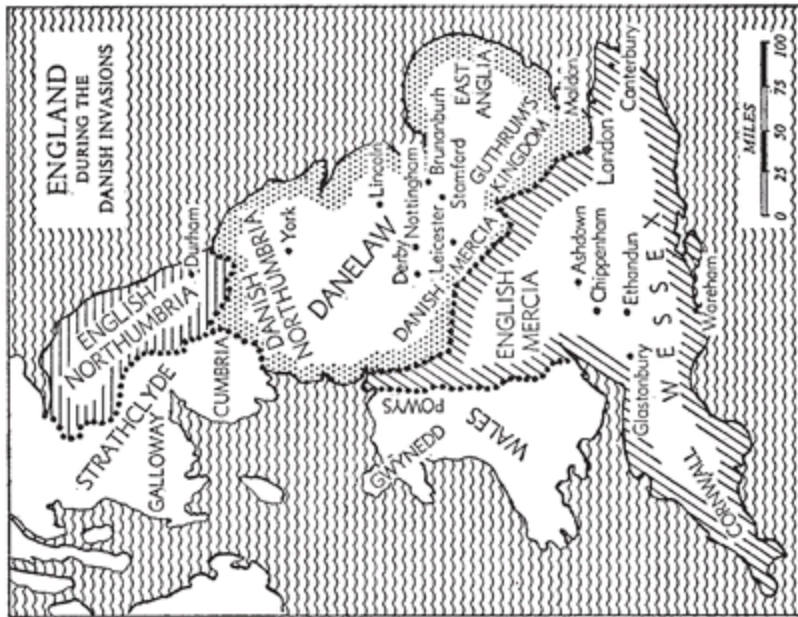 ENGLAND
DURING THE
DANISH INVASIONS
STRATHCLYDE
GALLOWAY
CUMBRIA
ENGLISH
NORTHUMBRIA
Durham
DANISH
NORTHUMBRIA
York
DANELAW
Lincoln
Derby
Nottingham
Brunanburh
Leicester
Stamford
DANISH MERCIA
EAST
ANGLIA
GUTHRUM'S
KINGDOM
Maldon
GWYNEDD
POWYS
WALES
ENGLISH
MERCIA
London
Canterbury
Ashdown
Chippenham
Ethandun
Glastonbury
WESSEX
Wareham
CORNWALL
MILES
0 25 50 75 100